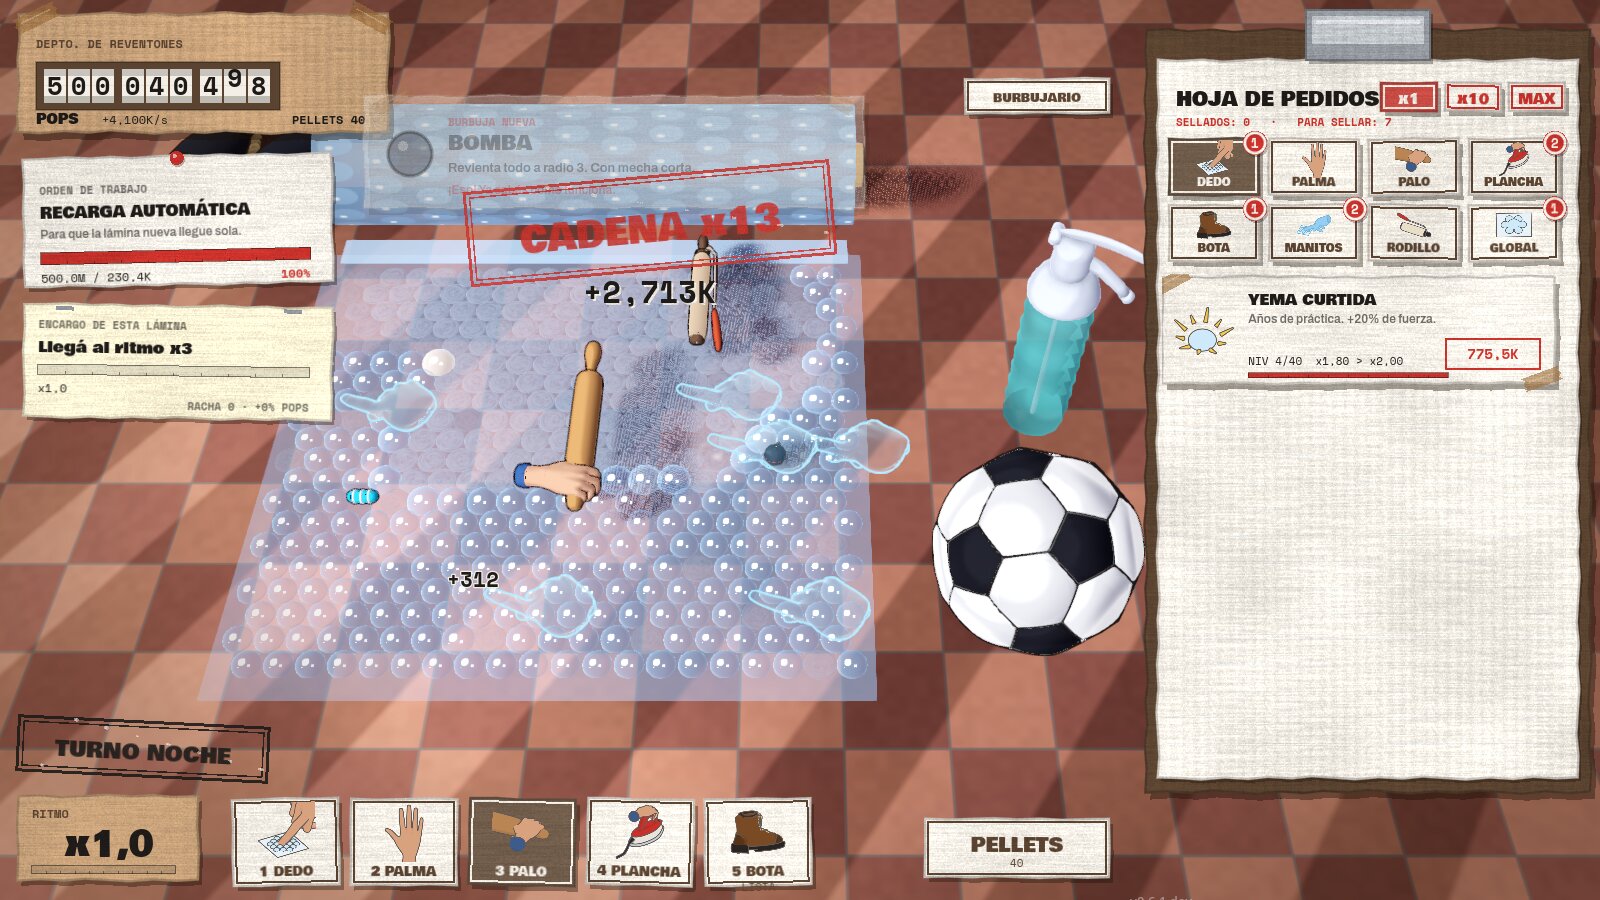 DEPTO. DE REVENTONES
500 040 498
POPS +4,100K/s PELLETS 40
ORDEN DE TRABAJO
RECARGA AUTOMÁTICA
Para que la lámina nueva llegue sola.
500.0M / 230.4K 100%
ENCARGO DE ESTA LÁMINA
Llegá al ritmo x3
x1,0
RACHA 0 · +0% POPS
BURBUJA NUEVA
BOMBA
Revienta todo a radio 3. Con mecha corta.
CADENA x13
+2,713K
+312
BURBUJARIO
HOJA DE PEDIDOS x1 x10 MAX
SELLADOS: 0 · PARA SELLAR: 7
DEDO 1
PALMA
PALO
PLANCHA 2
BOTA 1
MANITOS 2
RODILLO
GLOBAL 1
YEMA CURTIDA
Años de práctica. +20% de fuerza.
NIV 4/40 x1,80 > x2,00
775,5K
TURNO NOCHE
RITMO
x1,0
1 DEDO
2 PALMA
3 PALO
4 PLANCHA
5 BOTA
PELLETS
40